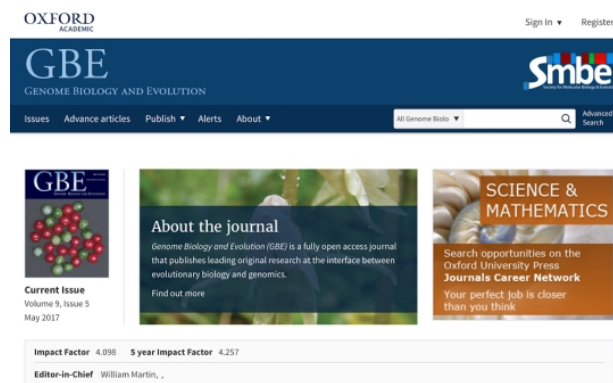 OXFORD
ACADEMIC
Sign In ▼ Register
GBE
GENOME BIOLOGY AND EVOLUTION
Smbe
Society for Molecular Biology & Evolution
Issues Advance articles Publish ▼ Alerts About ▼
All Genome Biolo ▼
Advanced
Search
GBE
About the journal
Genome Biology and Evolution (GBE) is a fully open access journal
that publishes leading original research at the interface between
evolutionary biology and genomics.
Find out more
SCIENCE &
MATHEMATICS
Search opportunities on the
Oxford University Press
Journals Career Network
Your perfect job is closer
than you think
Current Issue
Volume 9, Issue 5
May 2017
Impact Factor 4.098 5 year Impact Factor 4.257
Editor-in-Chief William Martin, ,